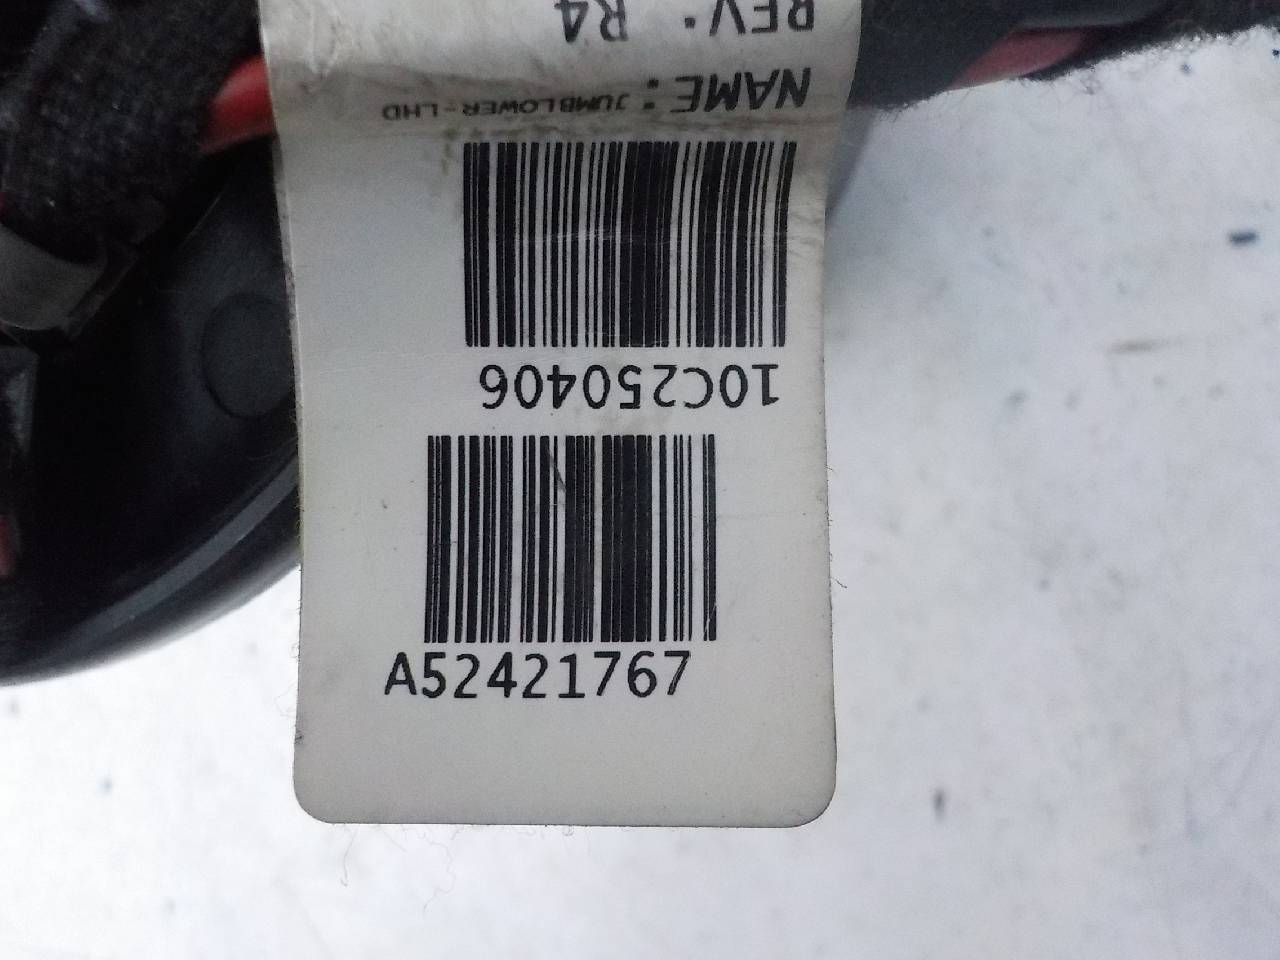 10C250406
NAME: JUMBLOWER-LHD
REV: R4
A52421767